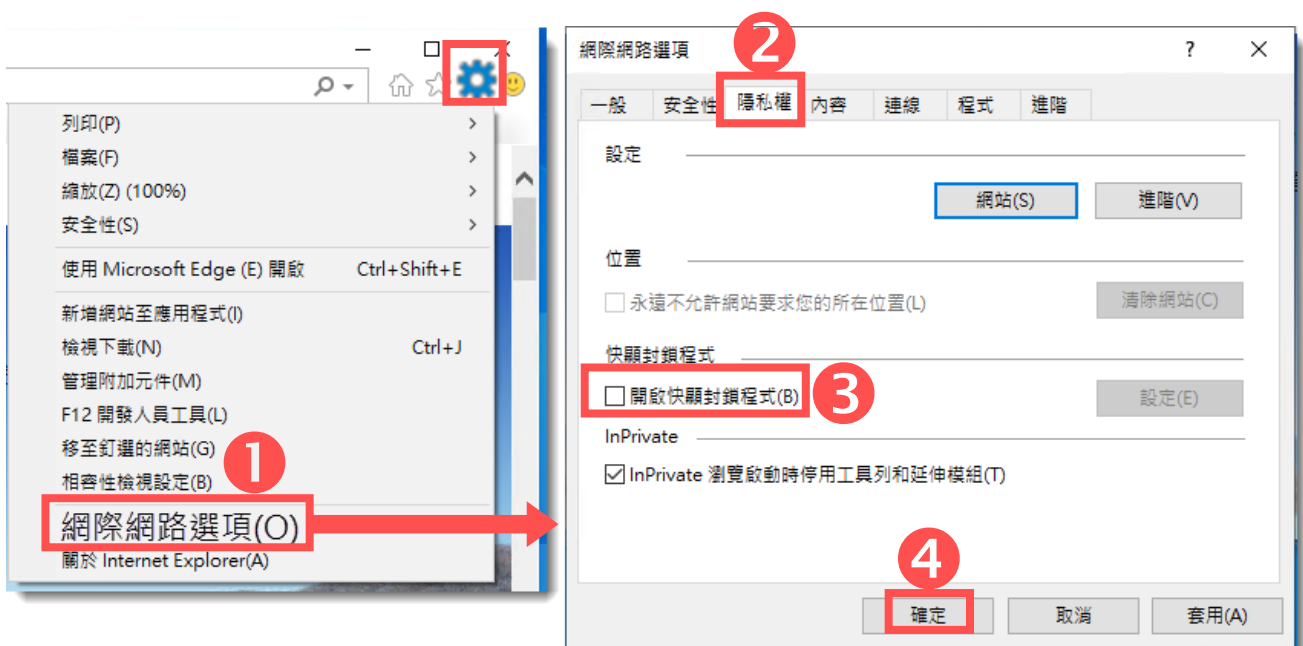 列印(P)
檔案(F)
縮放(Z) (100%)
安全性(S)
使用 Microsoft Edge (E) 開啟 Ctrl+Shift+E
新增網站至應用程式(I)
檢視下載(N) Ctrl+J
管理附加元件(M)
F12 開發人員工具(L)
移至釘選的網站(G)
1
相容性檢視設定(B)
網際網路選項(O)
關於 Internet Explorer(A)
網際網路選項
2
一般 安全性 隱私權 內容 連線 程式 進階
設定
網站(S) 進階(V)
位置
永遠不允許網站要求您的所在位置(L) 清除網站(C)
快顯封鎖程式
開啟快顯封鎖程式(B) 3 設定(E)
InPrivate
InPrivate 瀏覽啟動時停用工具列和延伸模組(T)
4
確定 取消 套用(A)